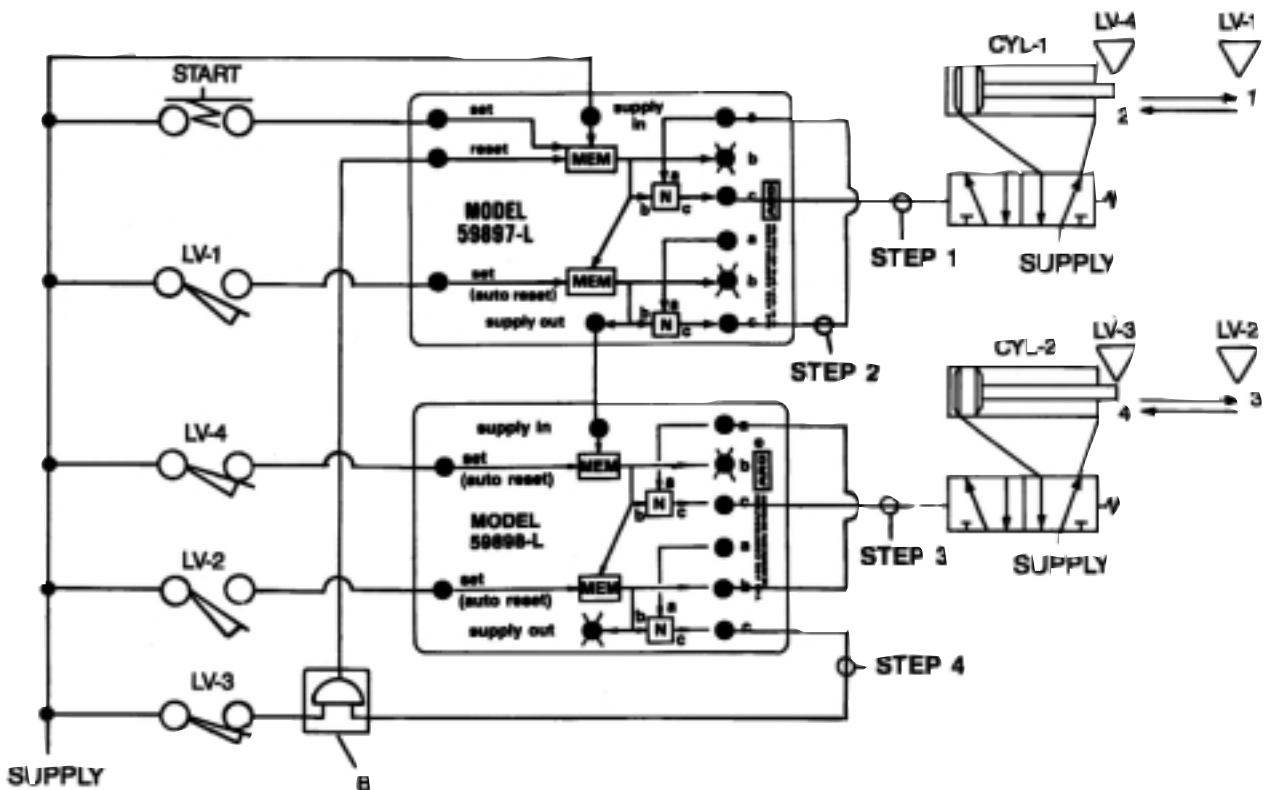 START
LV-1
LV-4
LV-2
LV-3
SUPPLY
B
set
supply in
a
reset
MEM
b
a
N
b
c
c
ARO
MODEL
59897-L
a
set
(auto reset)
MEM
b
a
supply out
b
N
c
c
STEP 1
STEP 2
supply in
a
set
(auto reset)
MEM
b
ARO
a
N
b
c
c
MODEL
59898-L
a
set
(auto reset)
MEM
b
a
supply out
b
N
c
c
STEP 3
STEP 4
CYL-1
LV-4
LV-1
1
2
SUPPLY
CYL-2
LV-3
LV-2
3
4
SUPPLY